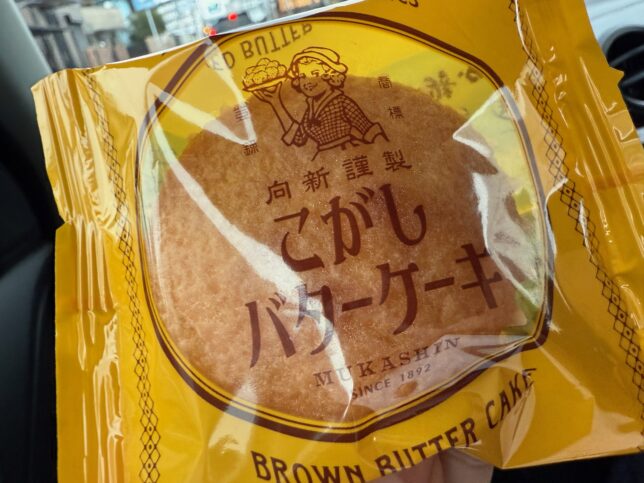 BUTTER
登録 商標
向新謹製
こがし
バターケーキ
MUKASHIN
SINCE 1892
BROWN BUTTER CAKE